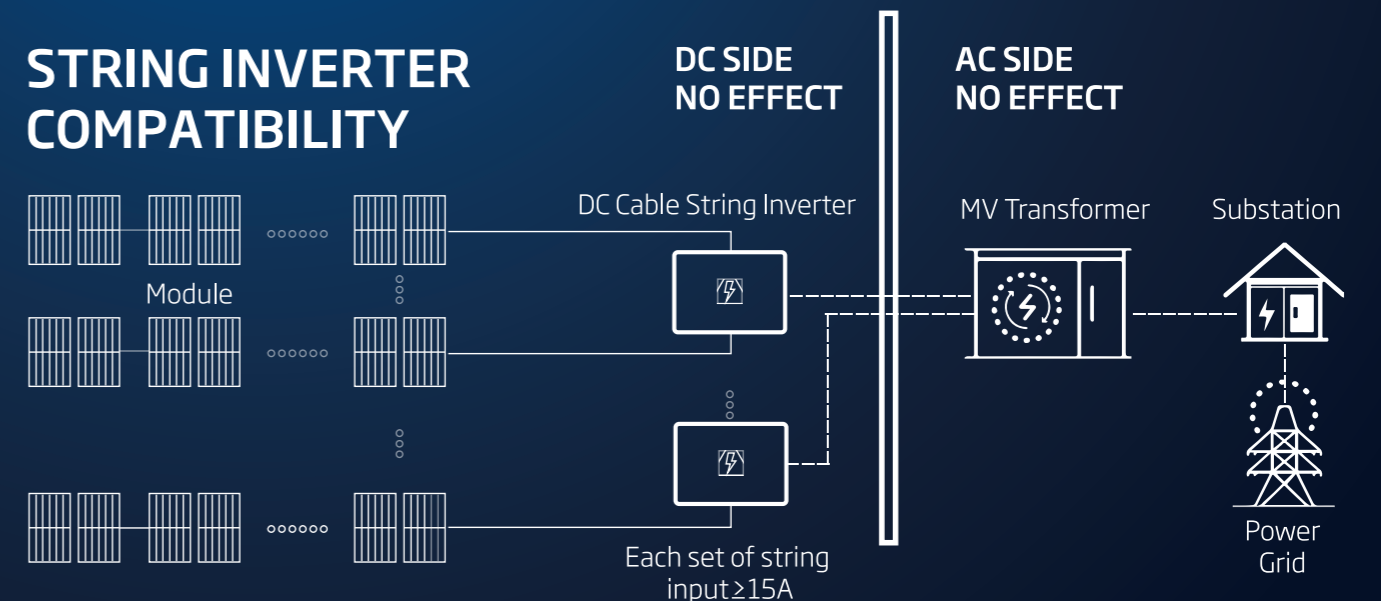 STRING INVERTER
COMPATIBILITY
DC SIDE
NO EFFECT
AC SIDE
NO EFFECT
DC Cable String Inverter
MV Transformer
Substation
Module
Each set of string
input≥15A
Power
Grid